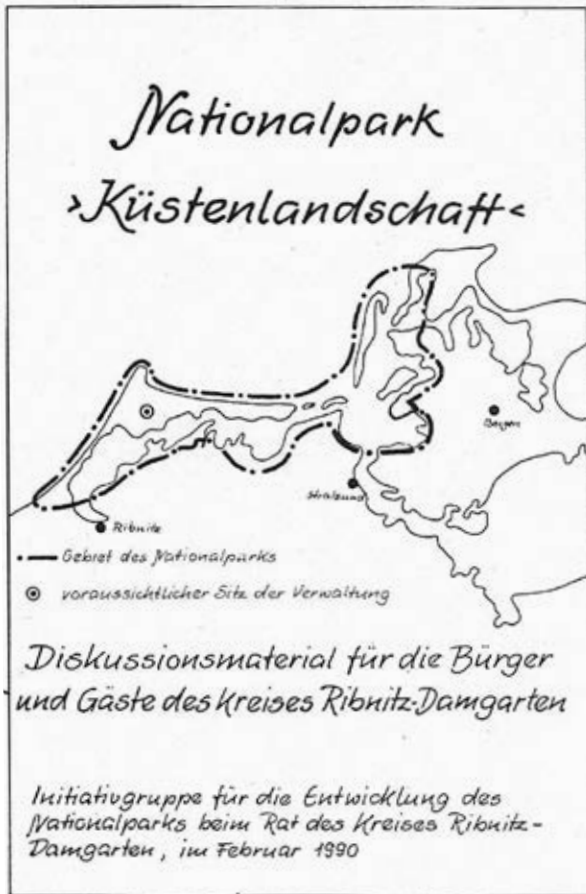 Nationalpark
›Küstenlandschaft‹
Bergen
Stralsund
Ribnitz
Gebiet des Nationalparks
voraussichtlicher Sitz der Verwaltung
Diskussionsmaterial für die Bürger
und Gäste des Kreises Ribnitz-Damgarten
Initiativgruppe für die Entwicklung des
Nationalparks beim Rat des Kreises Ribnitz-
Damgarten, im Februar 1990